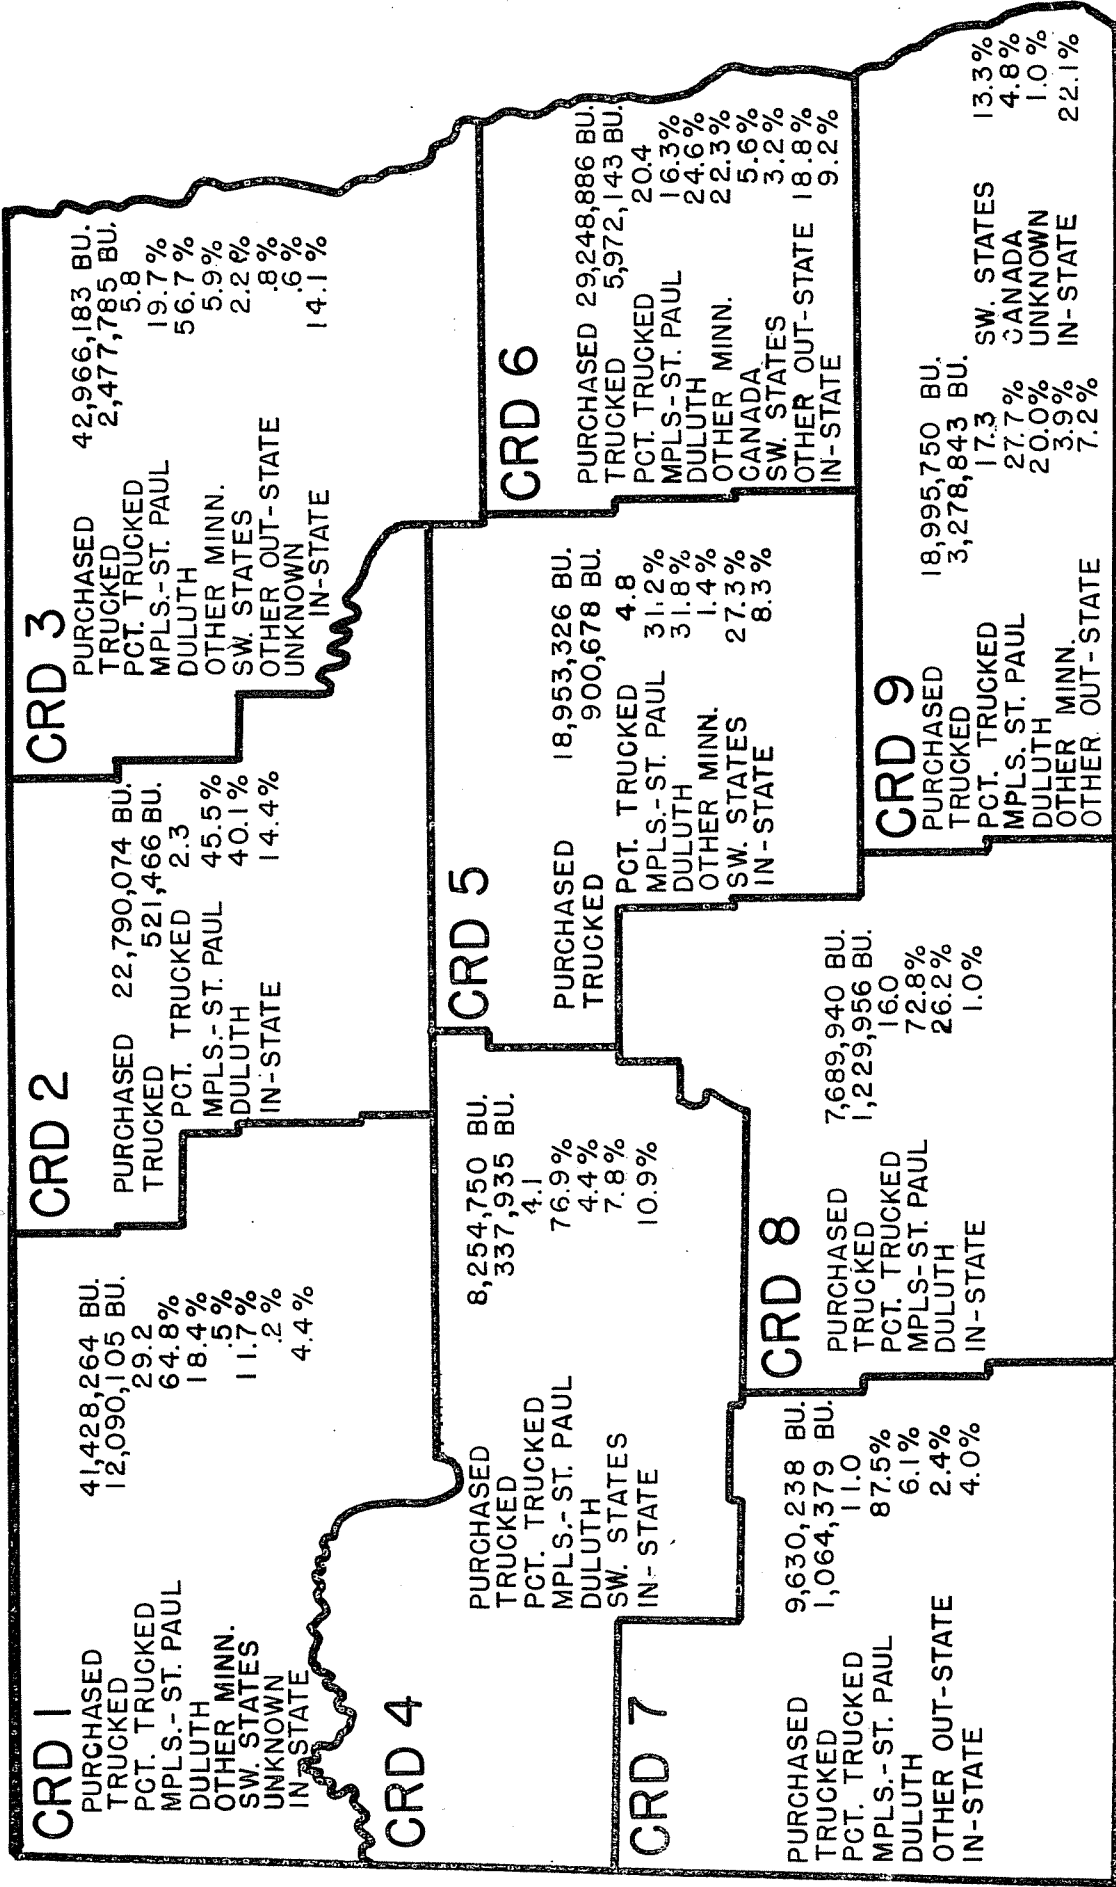 CRD 1
PURCHASED 41,428,264 BU.
TRUCKED 12,090,105 BU.
PCT. TRUCKED 29.2
MPLS.-ST. PAUL 64.8%
DULUTH 18.4%
OTHER MINN. .5%
SW. STATES 11.7%
UNKNOWN .2%
IN STATE 4.4%
CRD 2
PURCHASED 22,790,074 BU.
TRUCKED 521,466 BU.
PCT. TRUCKED 2.3
MPLS.-ST. PAUL 45.5%
DULUTH 40.1%
IN-STATE 14.4%
CRD 3
PURCHASED 42,966,183 BU.
TRUCKED 2,477,785 BU.
PCT. TRUCKED 5.8
MPLS.-ST. PAUL 19.7%
DULUTH 56.7%
OTHER MINN. 5.9%
SW. STATES 2.2%
OTHER OUT-STATE .8%
UNKNOWN .6%
IN-STATE 14.1%
CRD 4
PURCHASED 8,254,750 BU.
TRUCKED 337,935 BU.
PCT. TRUCKED 4.1
MPLS.-ST. PAUL 76.9%
DULUTH 4.4%
SW. STATES 7.8%
IN-STATE 10.9%
CRD 5
PURCHASED 18,953,326 BU.
TRUCKED 900,678 BU.
PCT. TRUCKED 4.8
MPLS.-ST. PAUL 31.2%
DULUTH 31.8%
OTHER MINN. 1.4%
SW. STATES 27.3%
IN-STATE 8.3%
CRD 6
PURCHASED 29,248,886 BU.
TRUCKED 5,972,143 BU.
PCT. TRUCKED 20.4
MPLS-ST. PAUL 16.3%
DULUTH 24.6%
OTHER MINN. 22.3%
CANADA 5.6%
SW. STATES 3.2%
OTHER OUT-STATE 18.8%
IN-STATE 9.2%
CRD 7
PURCHASED 9,630,238 BU.
TRUCKED 1,064,379 BU.
PCT. TRUCKED 11.0
MPLS.-ST. PAUL 87.5%
DULUTH 6.1%
OTHER OUT-STATE 2.4%
IN-STATE 4.0%
CRD 8
PURCHASED 7,689,940 BU.
TRUCKED 1,229,956 BU.
PCT. TRUCKED 16.0
MPLS-ST. PAUL 72.8%
DULUTH 26.2%
IN-STATE 1.0%
CRD 9
PURCHASED 18,995,750 BU.
TRUCKED 3,278,843 BU.
PCT. TRUCKED 17.3
MPLS. ST. PAUL 27.7%
DULUTH 20.0%
OTHER MINN. 3.9%
OTHER OUT-STATE 7.2%
SW. STATES 13.3%
CANADA 4.8%
UNKNOWN 1.0%
IN-STATE 22.1%